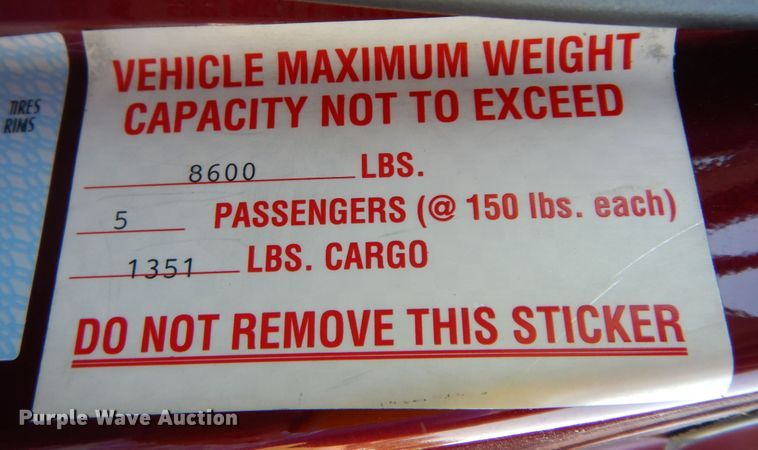 TIRES
RIMS
VEHICLE MAXIMUM WEIGHT
CAPACITY NOT TO EXCEED
8600 LBS.
5 PASSENGERS (@ 150 lbs. each)
1351 LBS. CARGO
DO NOT REMOVE THIS STICKER
Purple Wave Auction